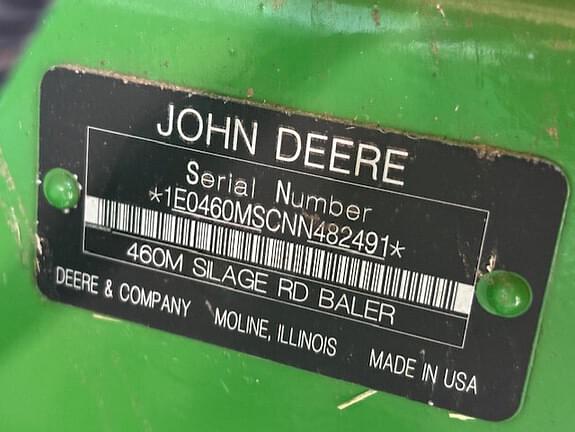 JOHN DEERE
Serial Number
*1E0460MSCNN482491*
460M SILAGE RD BALER
DEERE & COMPANY MOLINE, ILLINOIS MADE IN USA